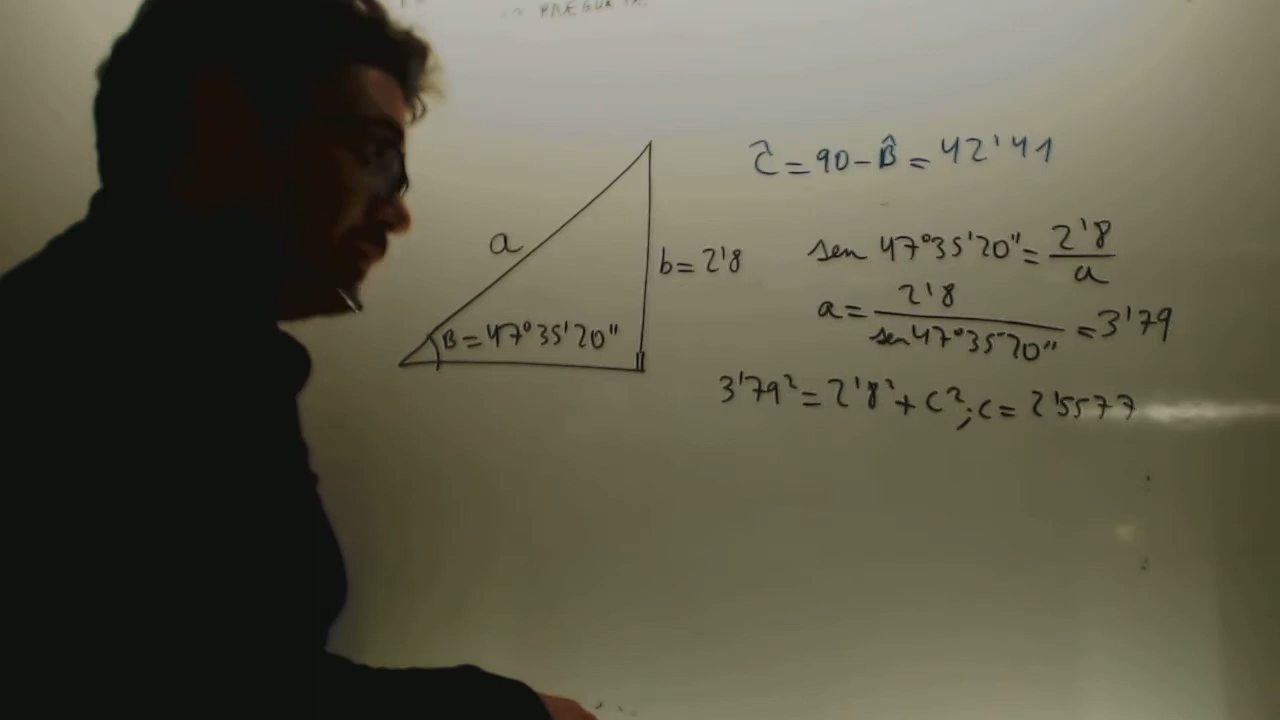 PREGUNTA
Ĉ = 90 - B̂ = 42'41
a
b = 2'8
B = 47°35'20"
sen 47°35'20" = 2'8 / a
a = 2'8 / sen 47°35'20" = 3'79
3'79² = 2'8² + c²; c = 2'5577